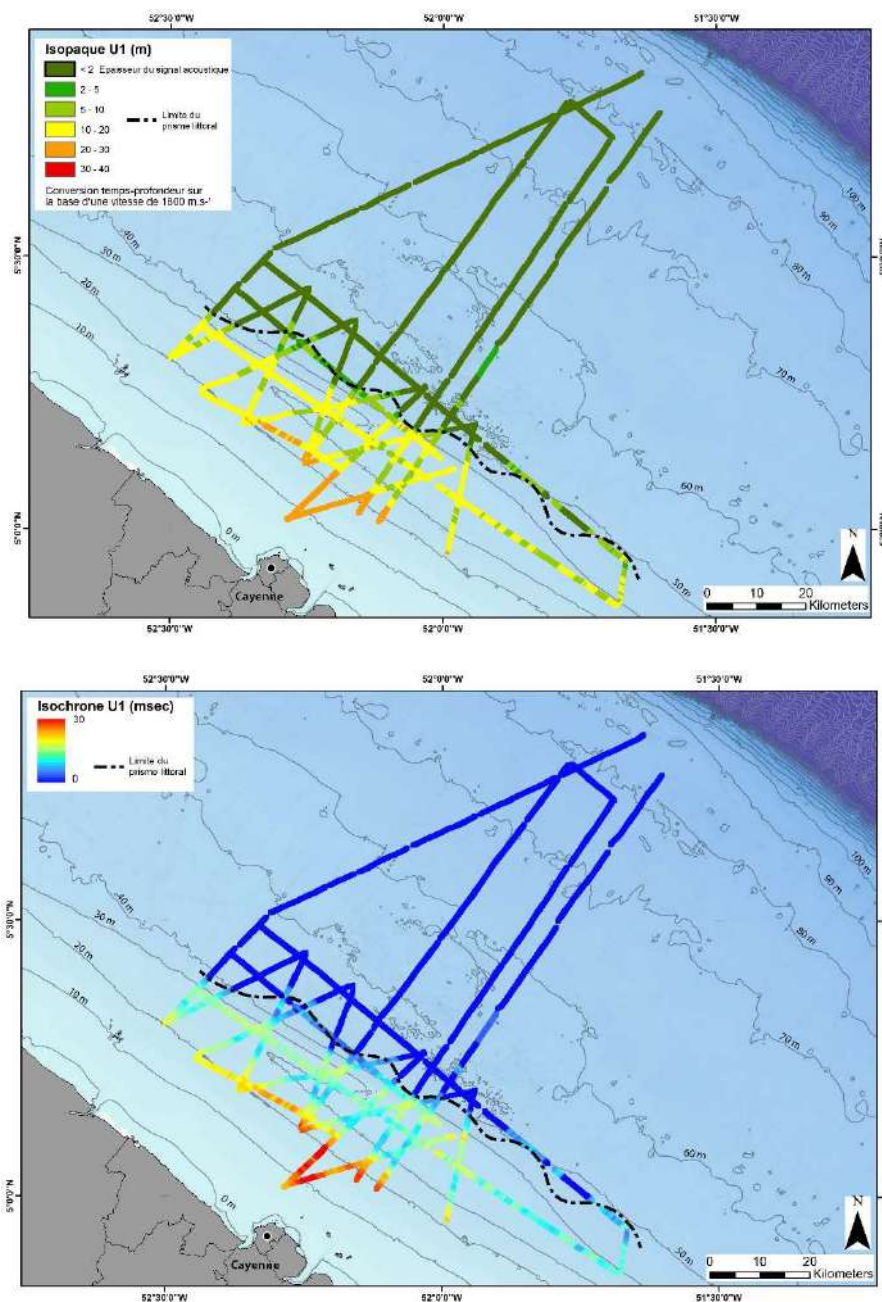 52°30'0"W 52°0'0"W 51°30'0"W
Isopaque U1 (m)
< 2 Epaisseur du signal acoustique
2 - 5
5 - 10
10 - 20
20 - 30
30 - 40
Limite du
prisme littoral
Conversion temps-profondeur sur
la base d'une vitesse de 1800 m.s-¹
100 m
90 m
80 m
70 m
60 m
50 m
40 m
30 m
20 m
10 m
0 m
5°30'0"N
5°0'0"N
Cayenne
N
0 10 20
Kilometers
52°30'0"W 52°0'0"W 51°30'0"W
52°30'0"W 52°0'0"W 51°30'0"W
Isochrone U1 (msec)
30
0
Limite du
prisme littoral
100 m
90 m
80 m
70 m
60 m
50 m
40 m
30 m
20 m
10 m
0 m
5°30'0"N
5°0'0"N
Cayenne
N
0 10 20
Kilometers
52°30'0"W 52°0'0"W 51°30'0"W